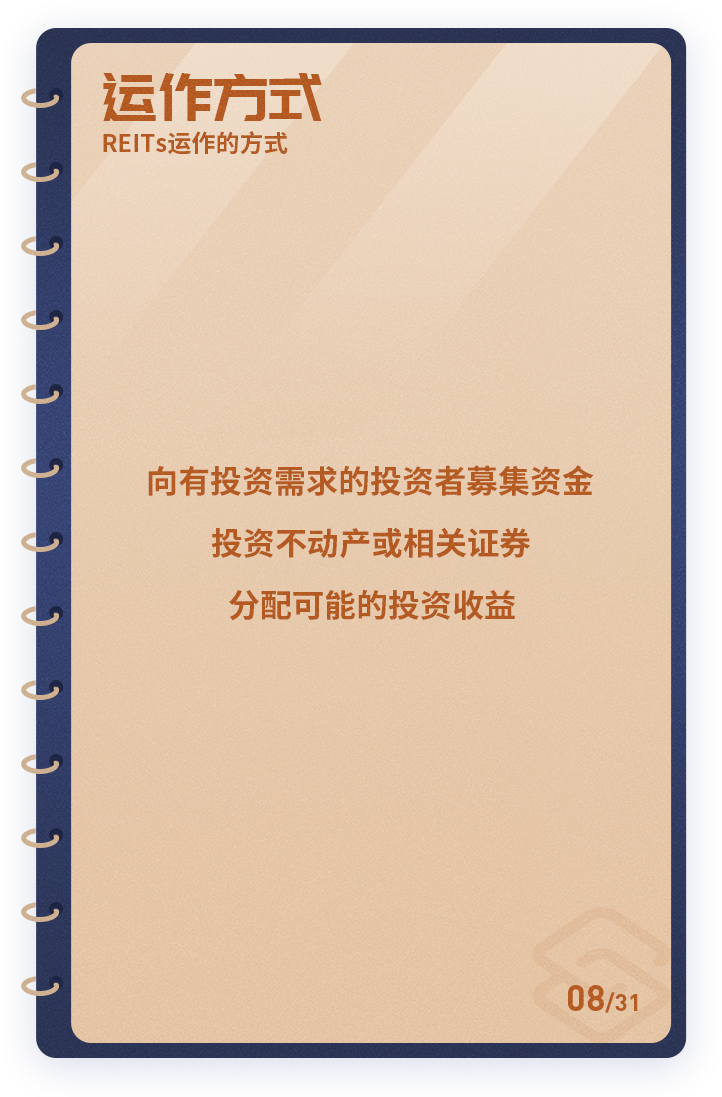 运作方式
REITs运作的方式
向有投资需求的投资者募集资金
投资不动产或相关证券
分配可能的投资收益
08/31